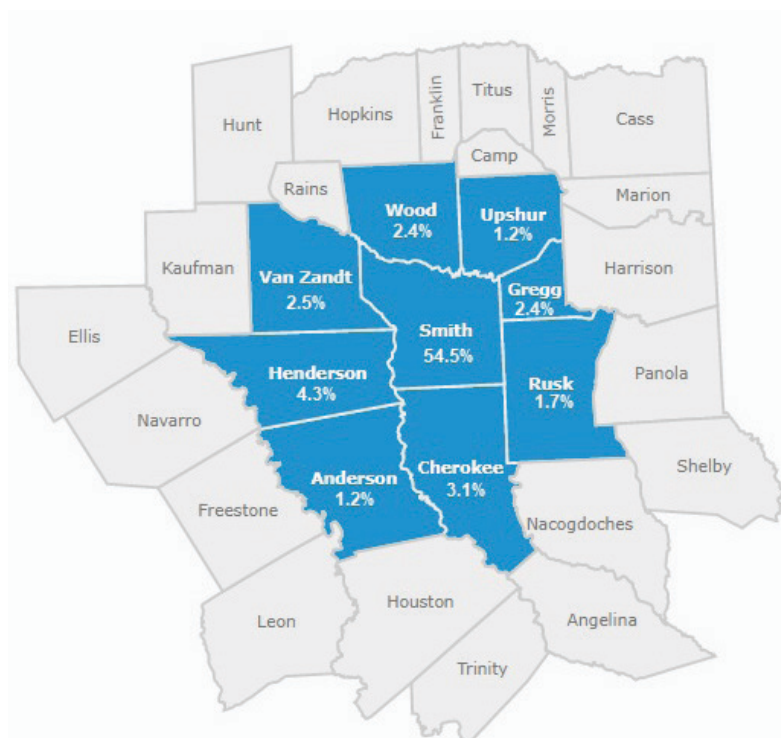 Hunt
Hopkins
Franklin
Titus
Morris
Cass
Camp
Rains
Wood
2.4%
Upshur
1.2%
Marion
Kaufman
Van Zandt
2.5%
Gregg
2.4%
Harrison
Ellis
Smith
54.5%
Henderson
4.3%
Rusk
1.7%
Panola
Navarro
Anderson
1.2%
Cherokee
3.1%
Shelby
Freestone
Nacogdoches
Leon
Houston
Angelina
Trinity